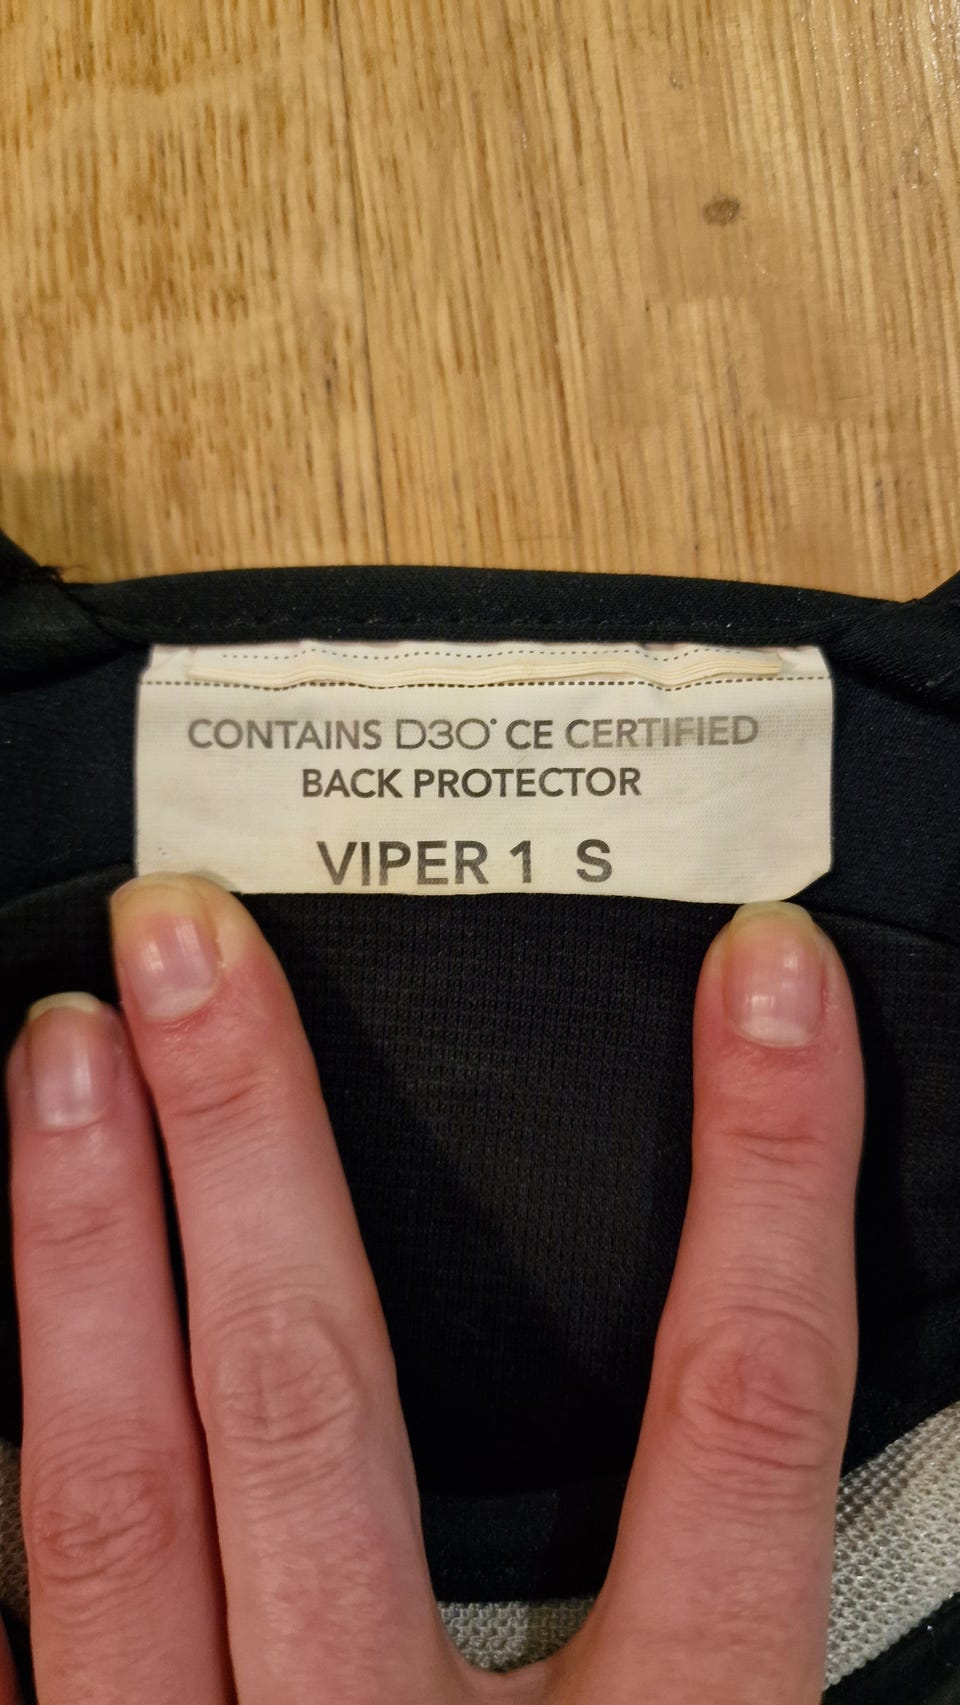 CONTAINS D3O® CE CERTIFIED
BACK PROTECTOR
VIPER 1 S